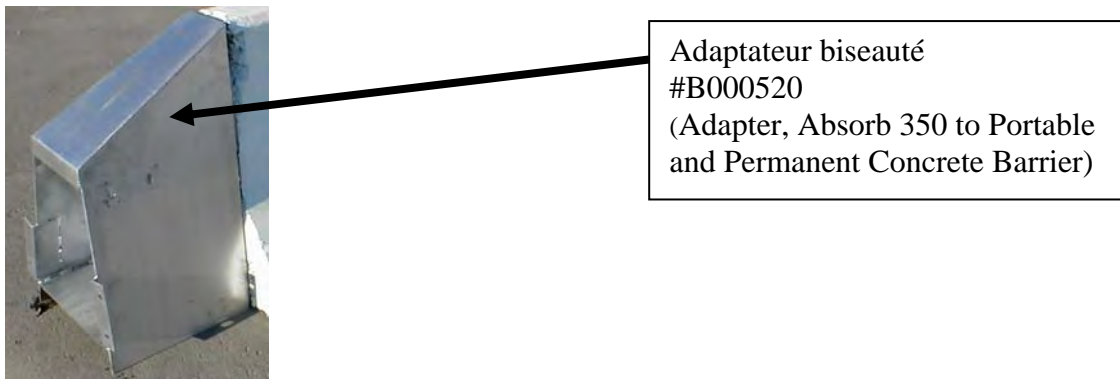 Adaptateur biseauté
#B000520
(Adapter, Absorb 350 to Portable
and Permanent Concrete Barrier)